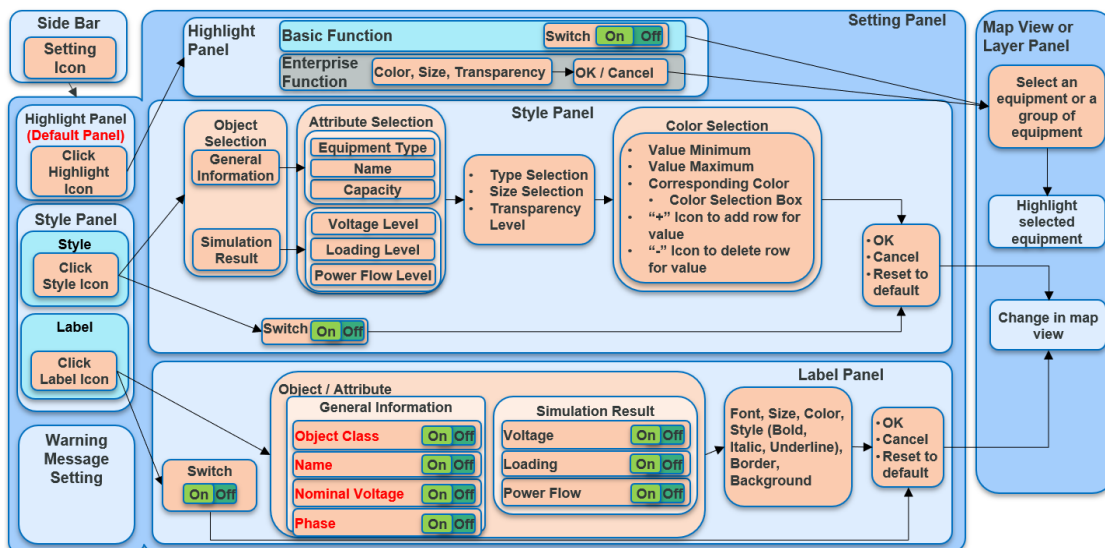 Side Bar
Setting
Icon
Highlight Panel
(Default Panel)
Click
Highlight
Icon
Style Panel
Style
Click
Style Icon
Label
Click
Label Icon
Warning
Message
Setting
Setting Panel
Highlight
Panel
Basic Function
Switch
On
Off
Enterprise
Function
Color, Size, Transparency
OK / Cancel
Style Panel
Object
Selection
General
Information
Simulation
Result
Attribute Selection
Equipment Type
Name
Capacity
Voltage Level
Loading Level
Power Flow Level
• Type Selection
• Size Selection
• Transparency
Level
Color Selection
• Value Minimum
• Value Maximum
• Corresponding Color
• Color Selection Box
• “+” Icon to add row for
value
• “-” Icon to delete row
for value
• OK
• Cancel
• Reset to
default
Switch
On
Off
Label Panel
Switch
On
Off
Object / Attribute
General Information
Object Class
On
Off
Name
On
Off
Nominal Voltage
On
Off
Phase
On
Off
Simulation Result
Voltage
On
Off
Loading
On
Off
Power Flow
On
Off
Font, Size, Color,
Style (Bold,
Italic, Underline),
Border,
Background
• OK
• Cancel
• Reset to
default
Map View or
Layer Panel
Select an
equipment or a
group of
equipment
Highlight
selected
equipment
Change in map
view